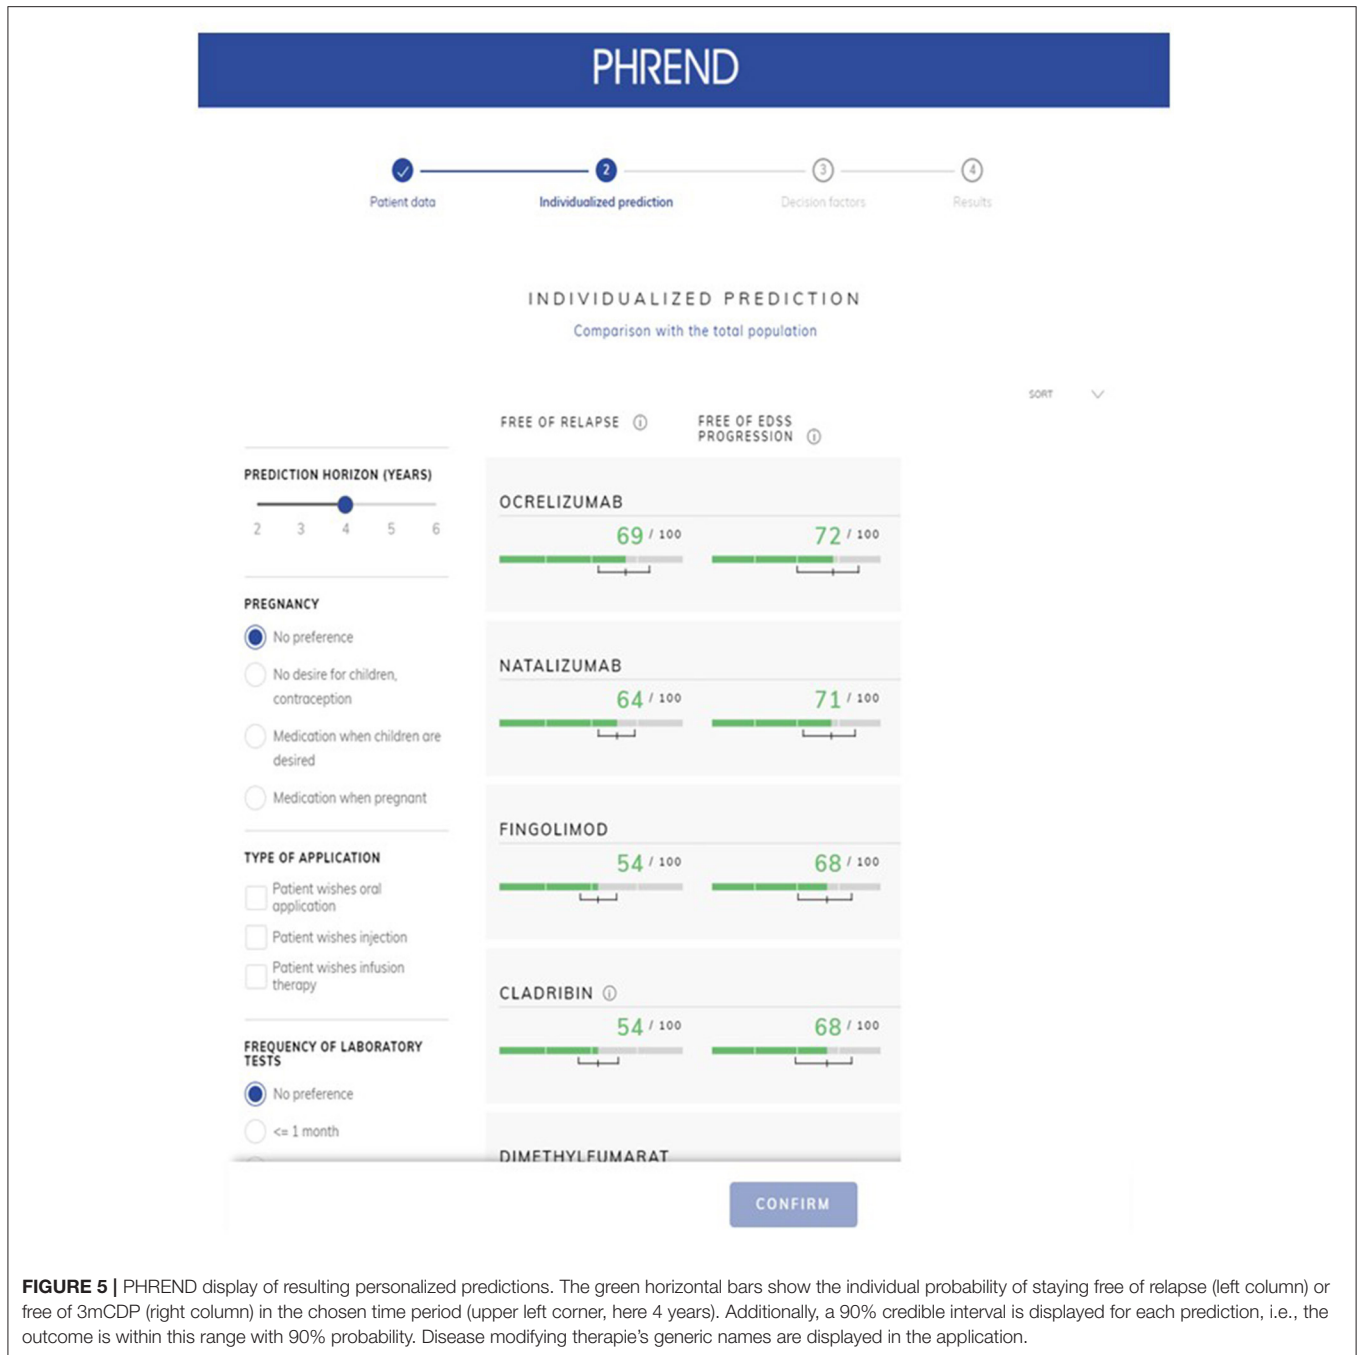 PHREND
2
3
4
Patient data
Individualized prediction
Decision factors
Results
INDIVIDUALIZED PREDICTION
Comparison with the total population
SORT
FREE OF RELAPSE i
FREE OF EDSS
PROGRESSION i
PREDICTION HORIZON (YEARS)
2 3 4 5 6
PREGNANCY
No preference
No desire for children,
contraception
Medication when children are
desired
Medication when pregnant
TYPE OF APPLICATION
Patient wishes oral
application
Patient wishes injection
Patient wishes infusion
therapy
FREQUENCY OF LABORATORY
TESTS
No preference
<= 1 month
OCRELIZUMAB
69 / 100
72 / 100
NATALIZUMAB
64 / 100
71 / 100
FINGOLIMOD
54 / 100
68 / 100
CLADRIBIN i
54 / 100
68 / 100
DIMETHYLFUMARAT
CONFIRM
FIGURE 5 | PHREND display of resulting personalized predictions. The green horizontal bars show the individual probability of staying free of relapse (left column) or
free of 3mCDP (right column) in the chosen time period (upper left corner, here 4 years). Additionally, a 90% credible interval is displayed for each prediction, i.e., the
outcome is within this range with 90% probability. Disease modifying therapie's generic names are displayed in the application.